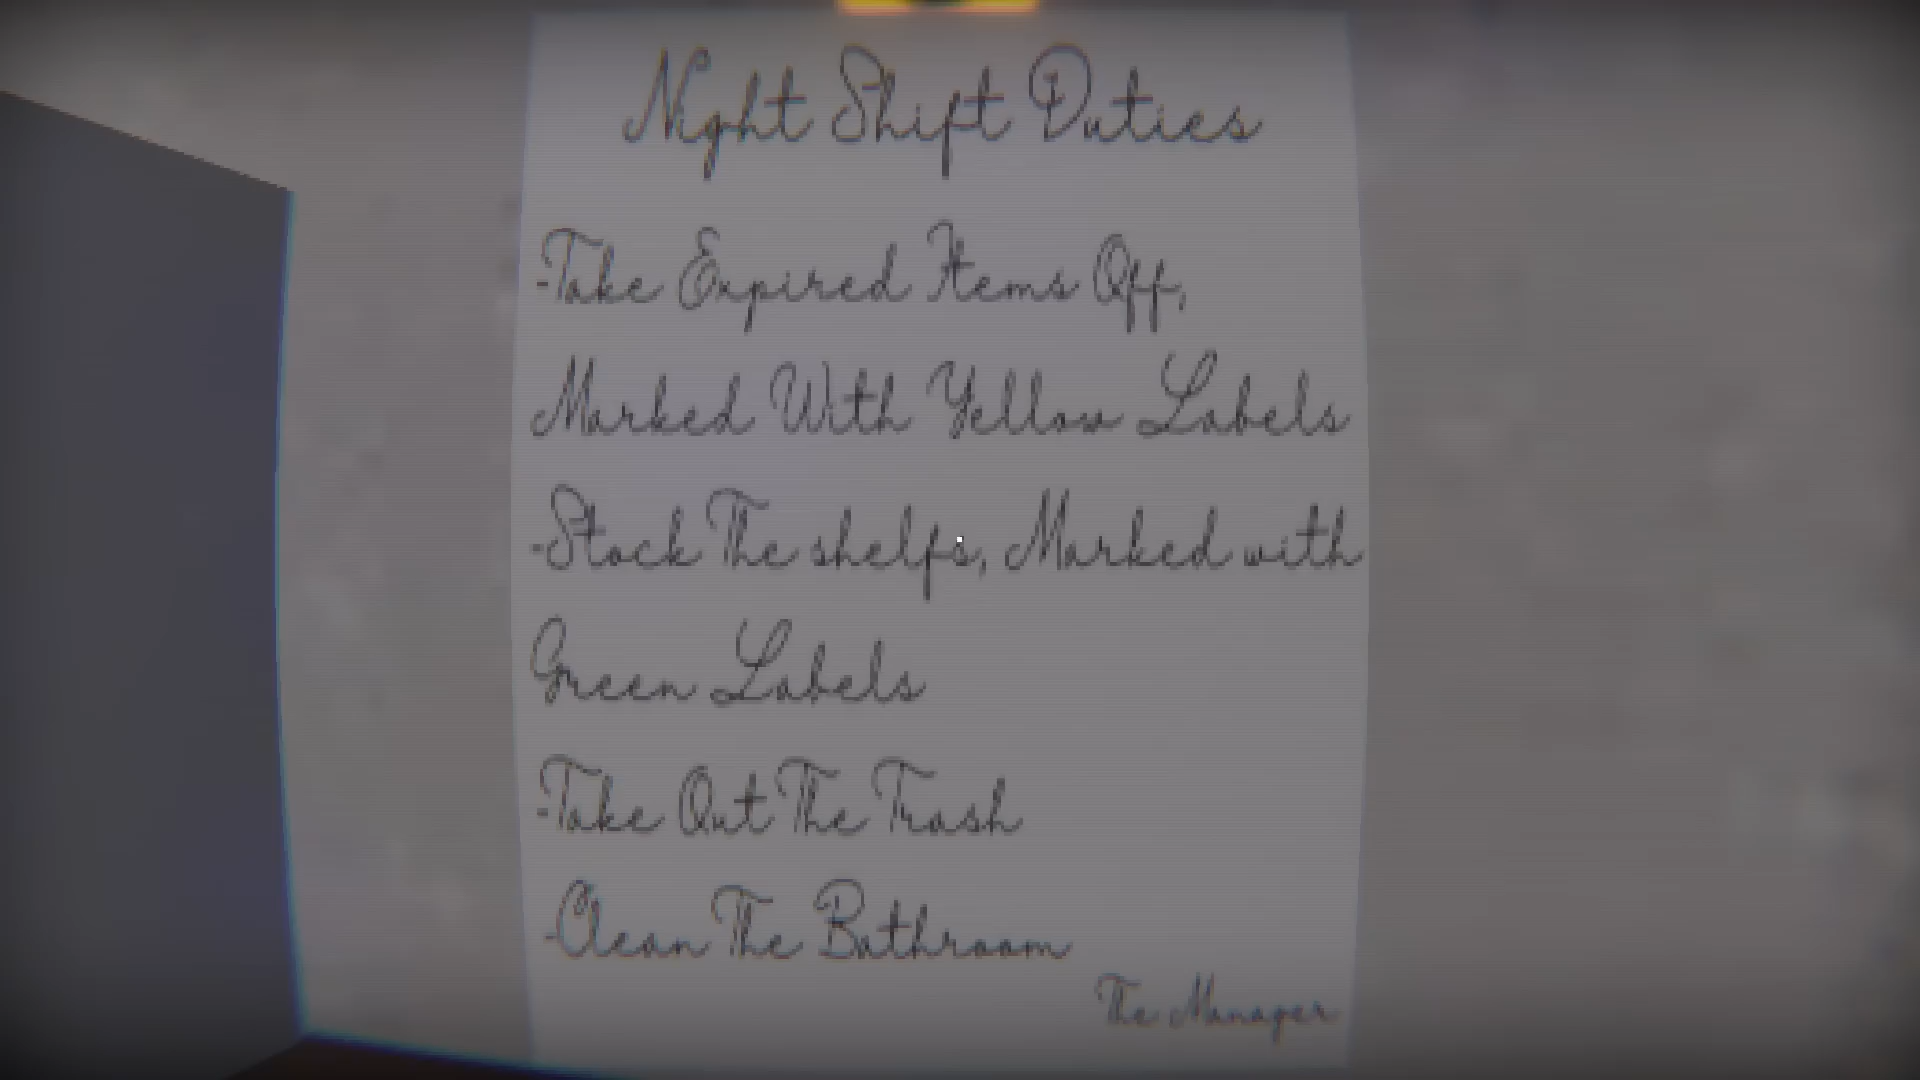 Night Shift Duties
-Take Expired Items Off,
Marked With Yellow Labels
-Stock The shelfs, Marked with
Green Labels
-Take Out The Trash
-Clean The Bathroom
The Manager